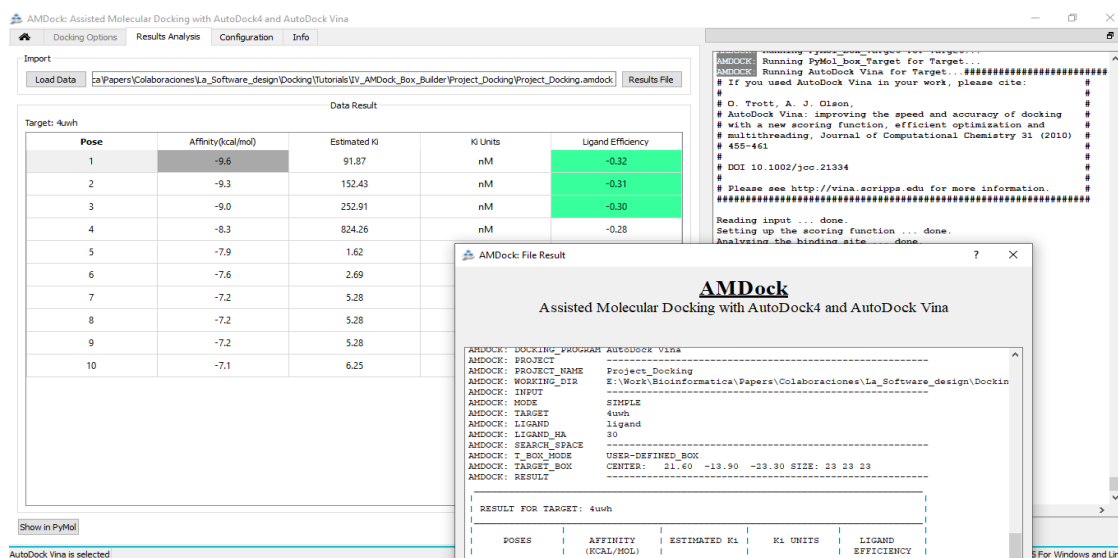 AMDock: Assisted Molecular Docking with AutoDock4 and AutoDock Vina
Docking Options Results Analysis Configuration Info
Import
Load Data ca\Papers\Colaboraciones\La_Software_design\Docking\Tutorials\IV_AMDock_Box_Builder\Project_Docking\Project_Docking.amdock Results File
Data Result
Target: 4uwh
Pose Affinity(kcal/mol) Estimated Ki Ki Units Ligand Efficiency
1 -9.6 91.87 nM -0.32
2 -9.3 152.43 nM -0.31
3 -9.0 252.91 nM -0.30
4 -8.3 824.26 nM -0.28
5 -7.9 1.62
6 -7.6 2.69
7 -7.2 5.28
8 -7.2 5.28
9 -7.2 5.28
10 -7.1 6.25
Show in PyMol
AutoDock Vina is selected
AMDOCK: Running PyMol_box_Target for Target...
AMDOCK: Running AutoDock Vina for Target...##########################
# If you used AutoDock Vina in your work, please cite: #
# #
# O. Trott, A. J. Olson, #
# AutoDock Vina: improving the speed and accuracy of docking #
# with a new scoring function, efficient optimization and #
# multithreading, Journal of Computational Chemistry 31 (2010) #
# 455-461 #
# #
# DOI 10.1002/jcc.21334 #
# #
# Please see http://vina.scripps.edu for more information. #
#################################################################
Reading input ... done.
Setting up the scoring function ... done.
Analyzing the binding site ... done.
AMDock: File Result ?
AMDock
Assisted Molecular Docking with AutoDock4 and AutoDock Vina
AMDOCK: DOCKING_PROGRAM AutoDock Vina
AMDOCK: PROJECT --------------------------------------------------------
AMDOCK: PROJECT_NAME Project_Docking
AMDOCK: WORKING_DIR E:\Work\Bioinformatica\Papers\Colaboraciones\La_Software_design\Dockin
AMDOCK: INPUT --------------------------------------------------------
AMDOCK: MODE SIMPLE
AMDOCK: TARGET 4uwh
AMDOCK: LIGAND ligand
AMDOCK: LIGAND_HA 30
AMDOCK: SEARCH_SPACE --------------------------------------------------------
AMDOCK: T_BOX_MODE USER-DEFINED_BOX
AMDOCK: TARGET_BOX CENTER: 21.60 -13.90 -23.30 SIZE: 23 23 23
AMDOCK: RESULT --------------------------------------------------------
| RESULT FOR TARGET: 4uwh |
| POSES | AFFINITY | ESTIMATED Ki | Ki UNITS | LIGAND |
| | (KCAL/MOL) | | | EFFICIENCY |
S For Windows and Lin